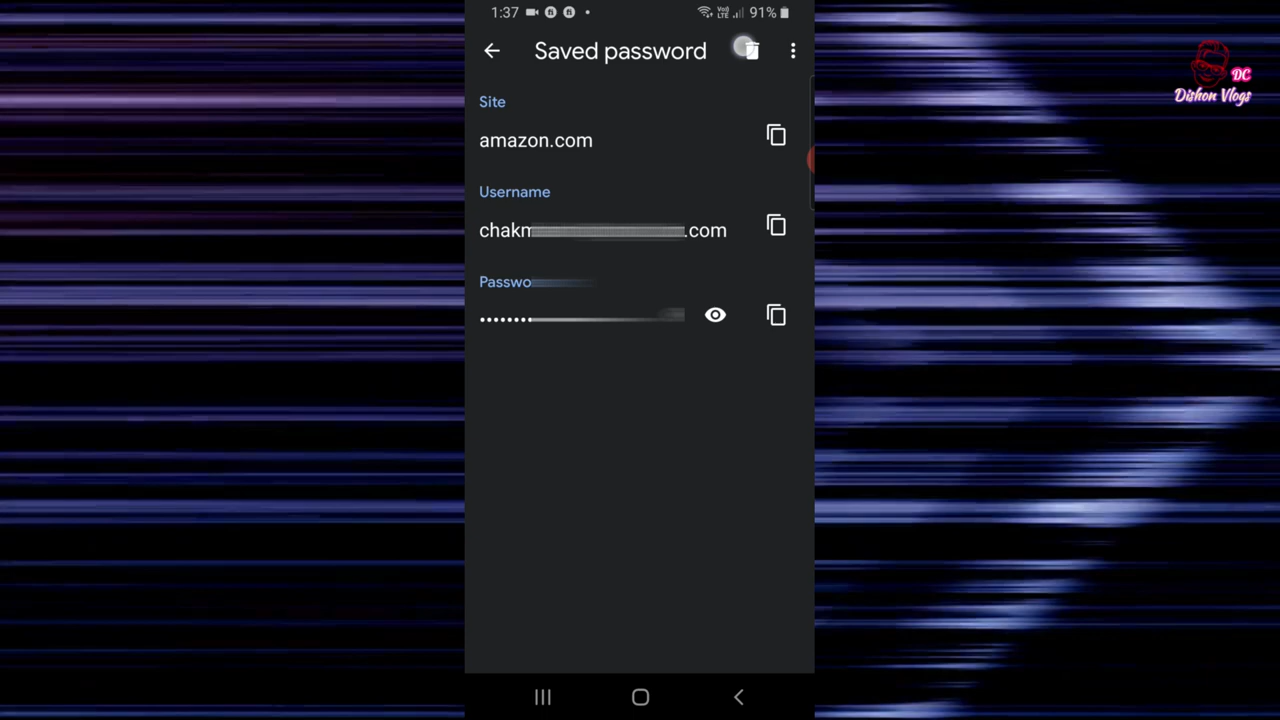 1:37 91%
DC
Dishon Vlogs
Saved password
Site
amazon.com
Username
chakm .com
Passwo